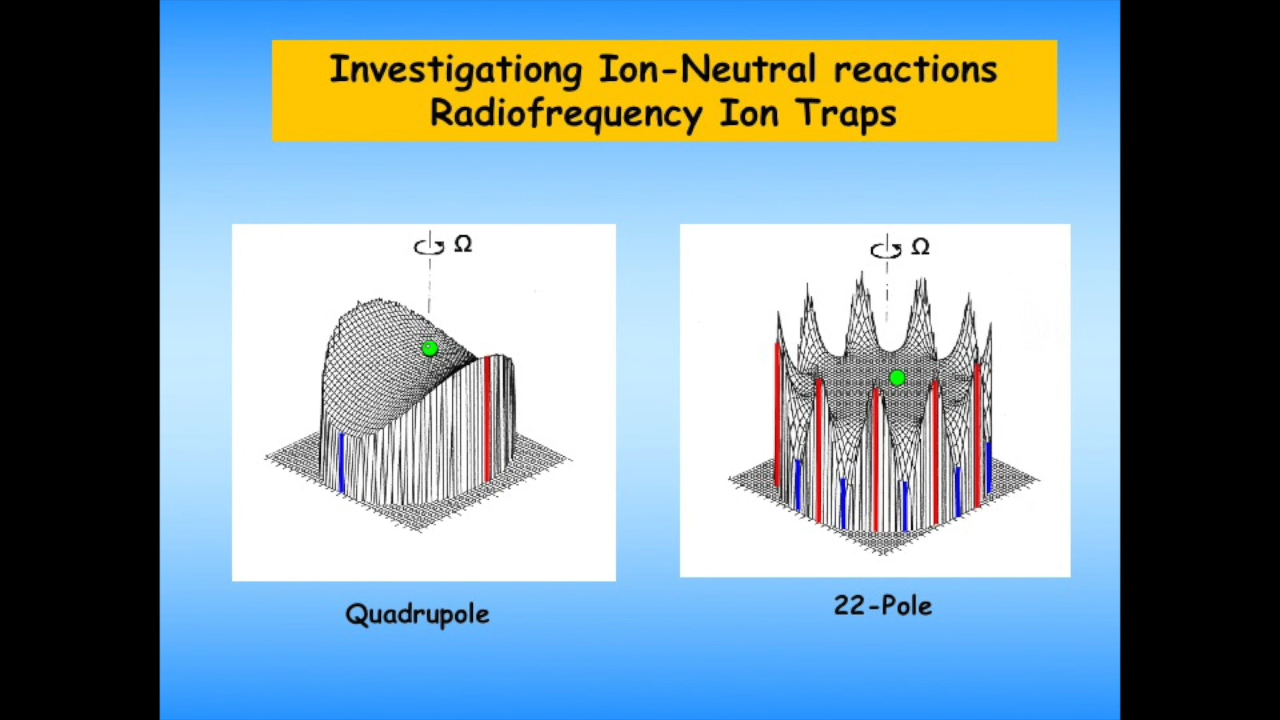 Investigationg Ion-Neutral reactions
Radiofrequency Ion Traps
Ω
Ω
Quadrupole
22-Pole